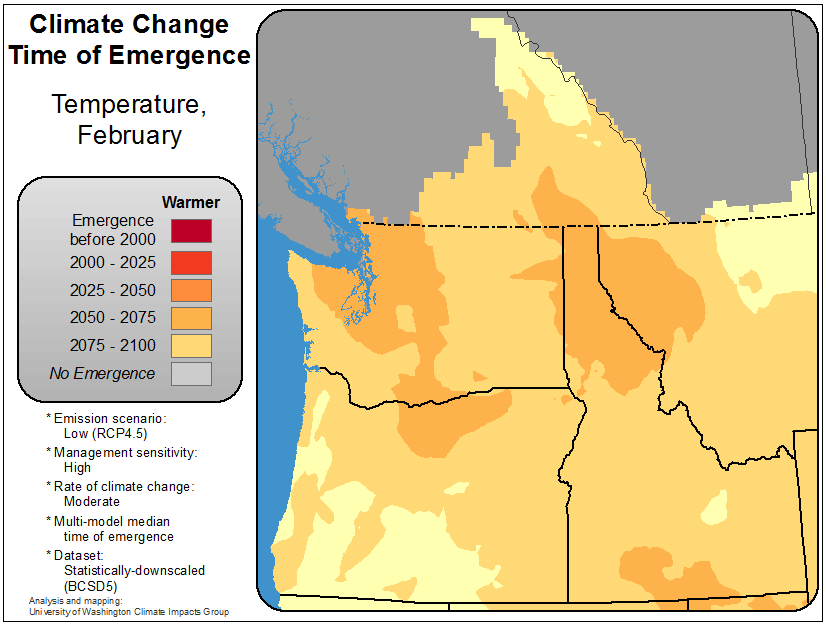 Climate Change
Time of Emergence
Temperature,
February
Warmer
Emergence
before 2000
2000 - 2025
2025 - 2050
2050 - 2075
2075 - 2100
No Emergence
* Emission scenario:
Low (RCP4.5)
* Management sensitivity:
High
* Rate of climate change:
Moderate
* Multi-model median
time of emergence
* Dataset:
Statistically-downscaled
(BCSD5)
Analysis and mapping:
University of Washington Climate Impacts Group